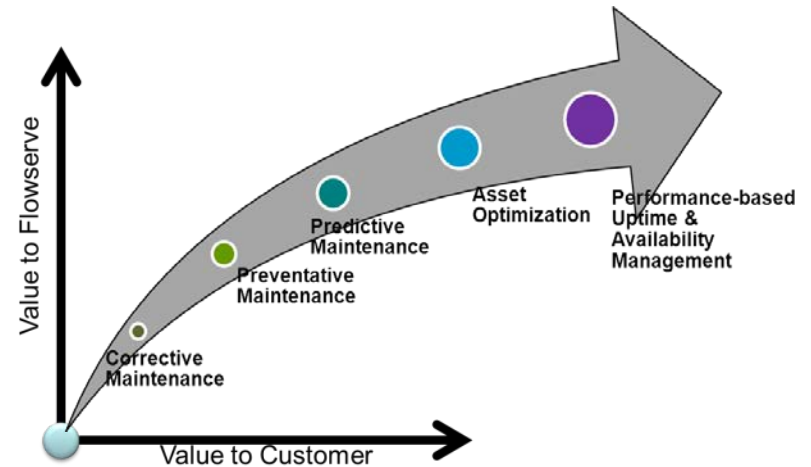 Value to Flowserve
Performance-based
Uptime &
Availability
Management
Asset
Optimization
Predictive
Maintenance
Preventative
Maintenance
Corrective
Maintenance
Value to Customer